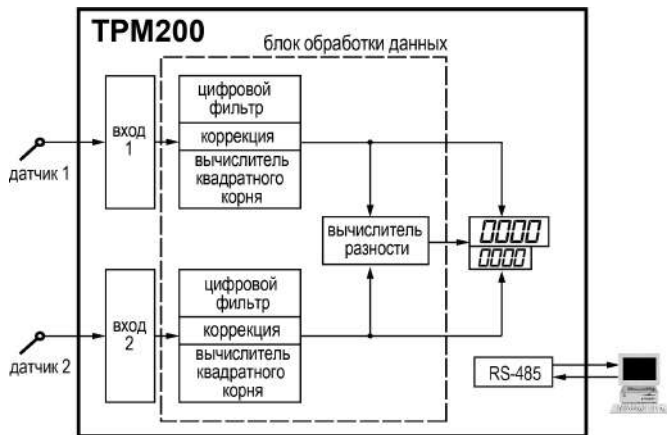 ТРМ200
блок обработки данных
датчик 1
вход
1
цифровой
фильтр
коррекция
вычислитель
квадратного
корня
вычислитель
разности
0000
0000
датчик 2
вход
2
цифровой
фильтр
коррекция
вычислитель
квадратного
корня
RS-485